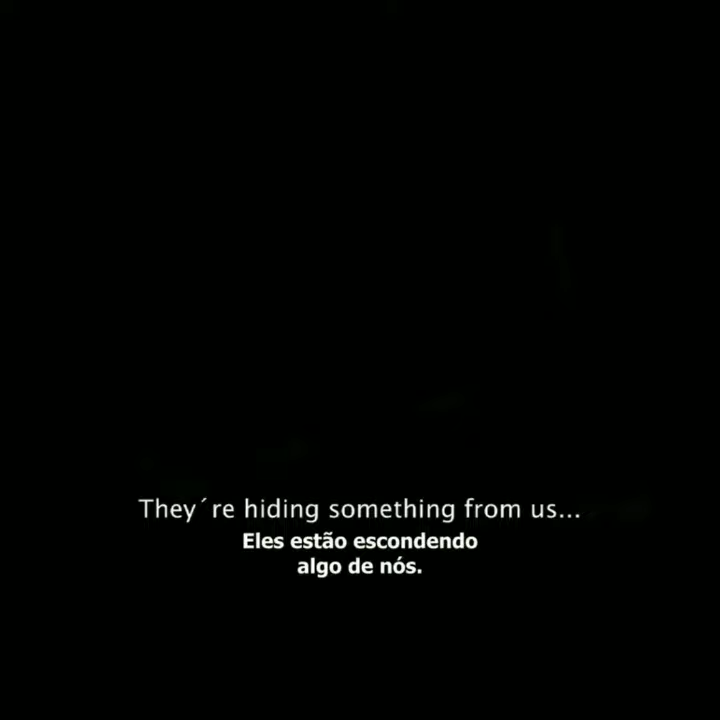 They´re hiding something from us...
Eles estão escondendo
algo de nós.